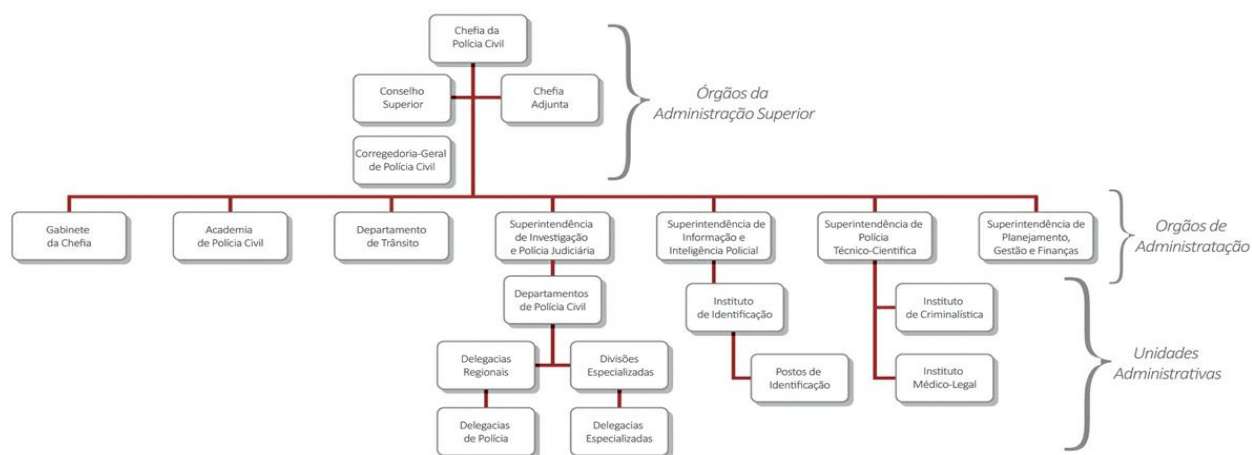 Chefia da
Polícia Civil
Conselho
Superior
Chefia
Adjunta
Órgãos da
Administração Superior
Corregedoria-Geral
de Polícia Civil
Gabinete
da Chefia
Academia
de Polícia Civil
Departamento
de Trânsito
Superintendência
de Investigação
e Polícia Judiciária
Superintendência de
Informação e
Inteligência Policial
Superintendência de
Polícia
Técnico-Científica
Superintendência de
Planejamento,
Gestão e Finanças
Orgãos de
Administratação
Departamentos
de Polícia Civil
Instituto
de Identificação
Instituto
de Criminalística
Delegacias
Regionais
Divisões
Especializadas
Postos de
Identificação
Instituto
Médico-Legal
Unidades
Administrativas
Delegacias
de Polícia
Delegacias
Especializadas